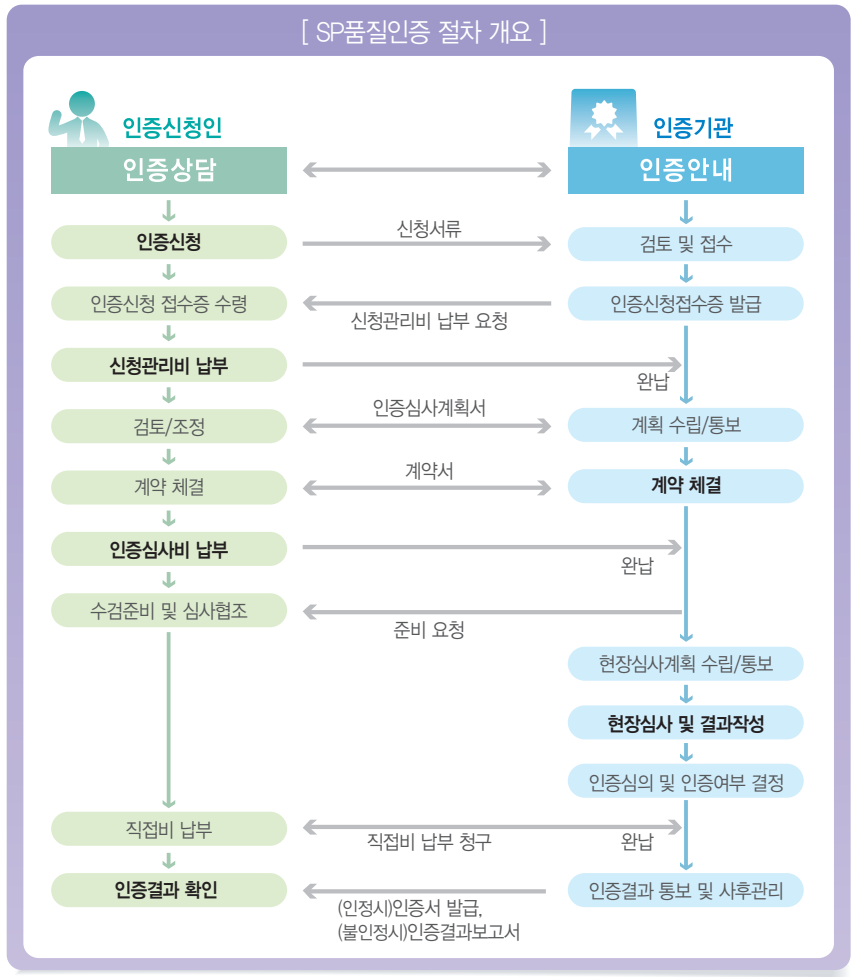 [ SP품질인증 절차 개요 ]
인증신청인
인증기관
인증상담
인증안내
인증신청
신청서류
검토 및 접수
인증신청 접수증 수령
신청관리비 납부 요청
인증신청접수증 발급
신청관리비 납부
완납
검토/조정
인증심사계획서
계획 수립/통보
계약 체결
계약서
계약 체결
인증심사비 납부
완납
수검준비 및 심사협조
준비 요청
현장심사계획 수립/통보
현장심사 및 결과작성
인증심의 및 인증여부 결정
직접비 납부
직접비 납부 청구
완납
인증결과 확인
(인정시)인증서 발급,
(불인정시)인증결과보고서
인증결과 통보 및 사후관리